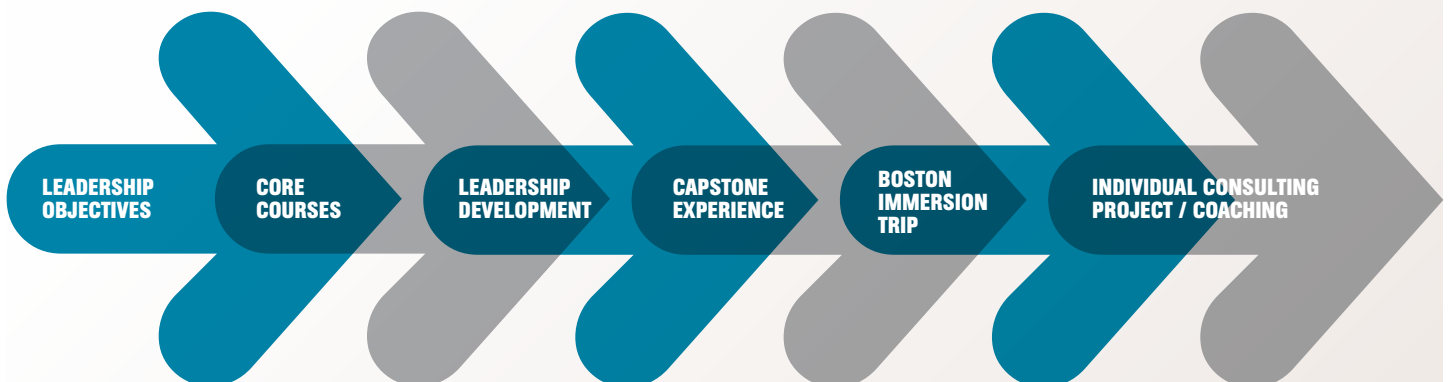 LEADERSHIP
OBJECTIVES
CORE
COURSES
LEADERSHIP
DEVELOPMENT
CAPSTONE
EXPERIENCE
BOSTON
IMMERSION
TRIP
INDIVIDUAL CONSULTING
PROJECT / COACHING